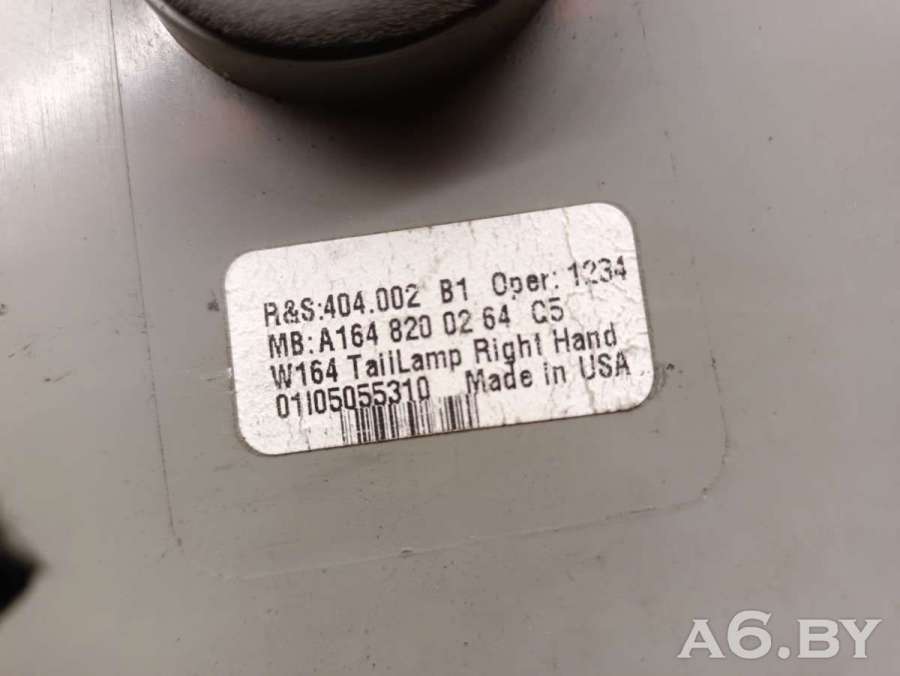 R&S:404.002 B1 Oper: 1234
MB:A164 820 02 64 C5
W164 TailLamp Right Hand
01I05055310 Made in USA
A6.BY